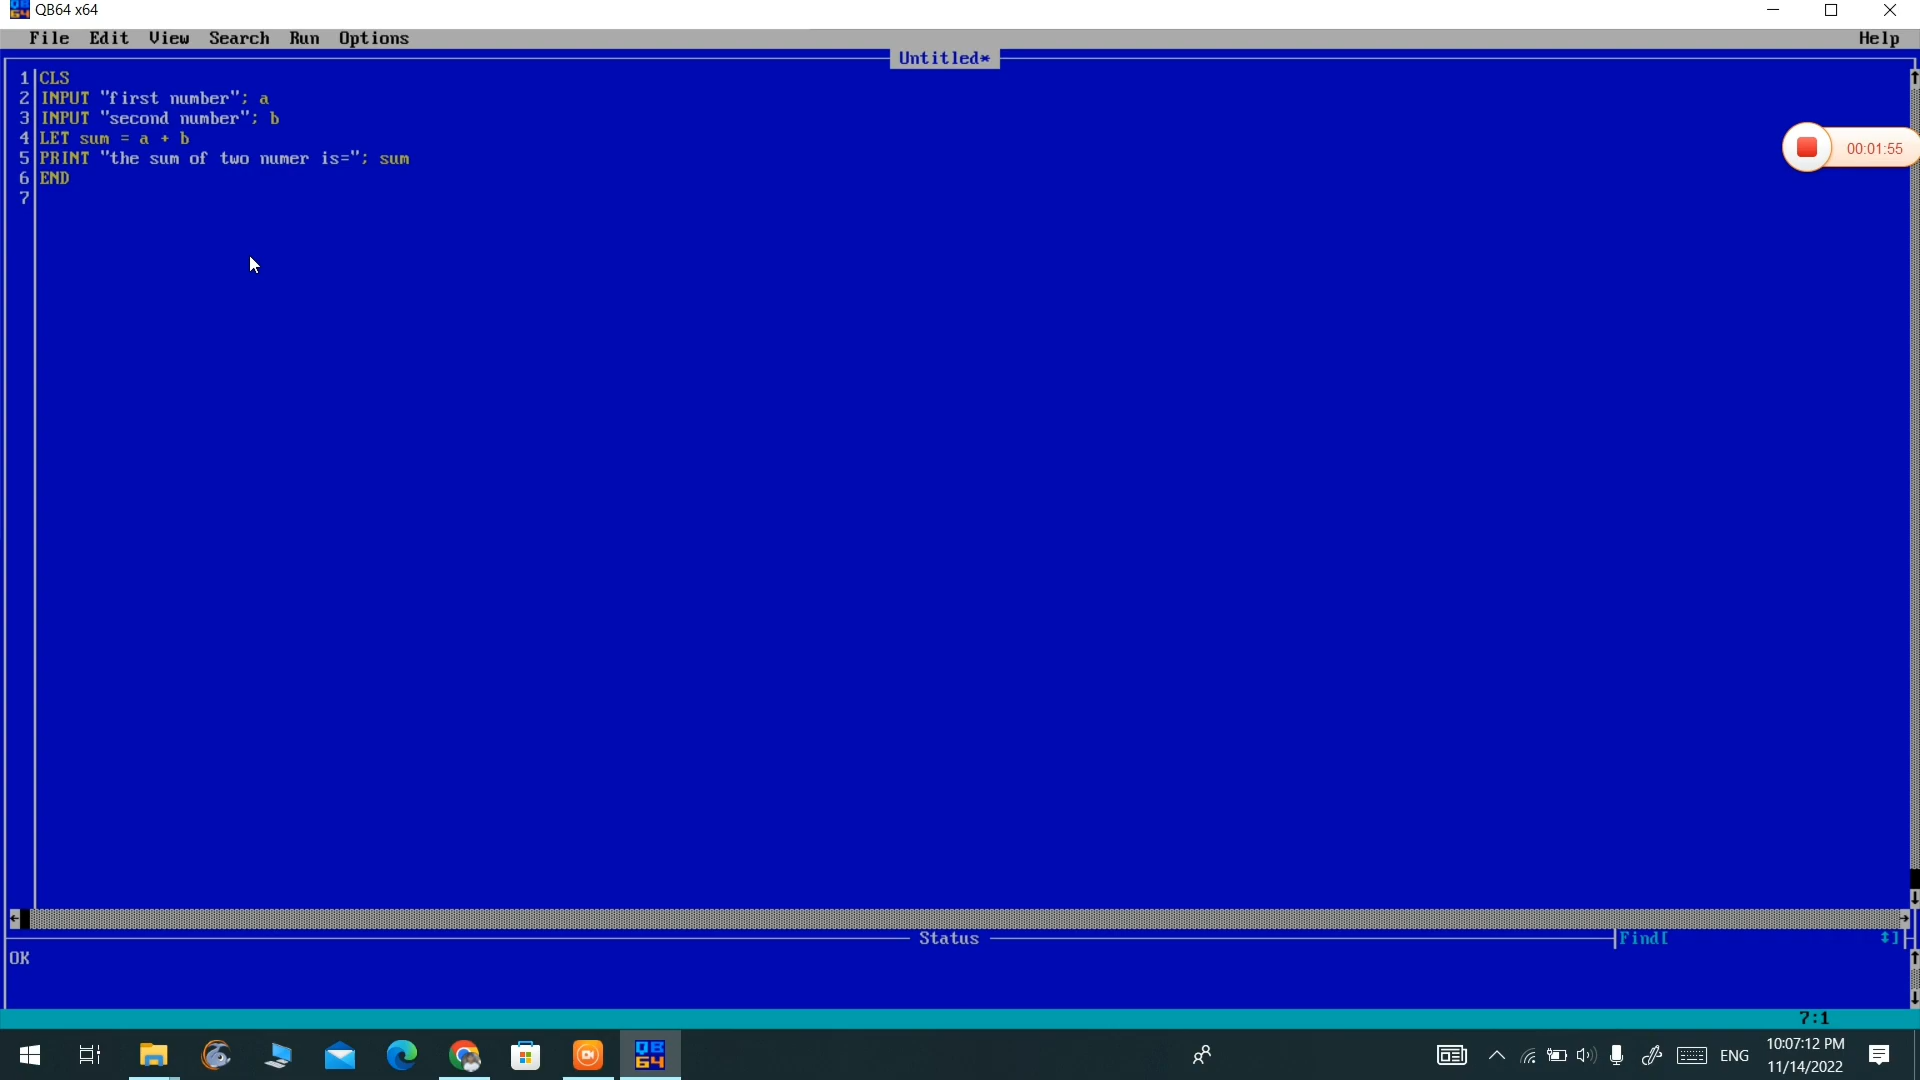 QB64 x64
File Edit View Search Run Options Help
Untitled*
1 CLS
2 INPUT "first number"; a
3 INPUT "second number"; b
4 LET sum = a + b
5 PRINT "the sum of two numer is="; sum
6 END
7
00:01:55
Status
Find[ ]
OK
7:1
ENG
10:07:12 PM
11/14/2022